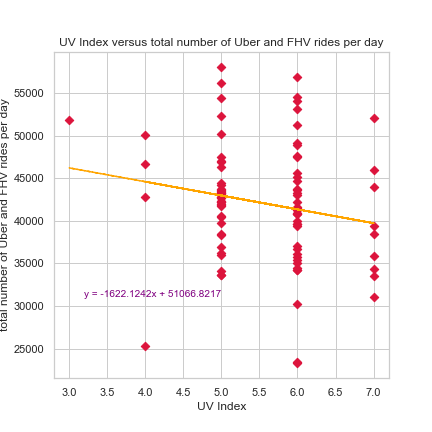 UV Index versus total number of Uber and FHV rides per day
total number of Uber and FHV rides per day
55000
50000
45000
40000
35000
30000
25000
y = -1622.1242x + 51066.8217
3.0 3.5 4.0 4.5 5.0 5.5 6.0 6.5 7.0
UV Index